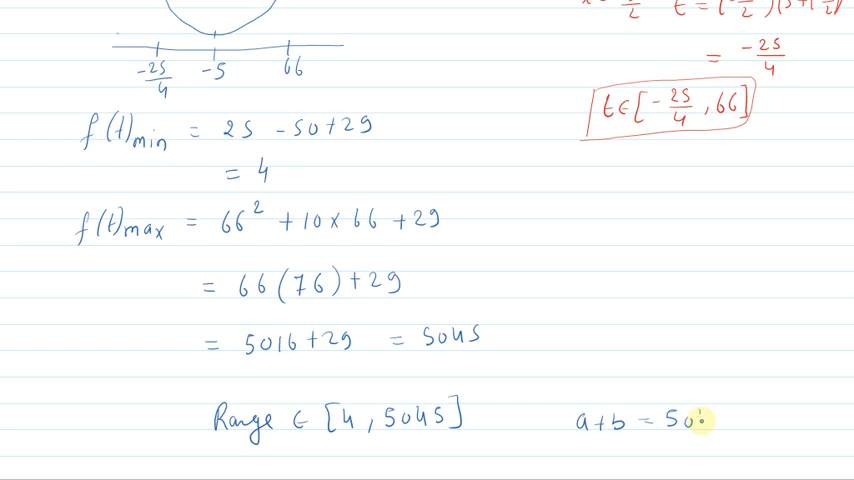 -25/4 -5 66
= -25/4
t∈[-25/4, 66]
f(t)min = 25 - 50 + 29
= 4
f(t)max = 66² + 10 x 66 + 29
= 66(76) + 29
= 5016 + 29 = 5045
Range ∈ [4, 5045] a+b = 50